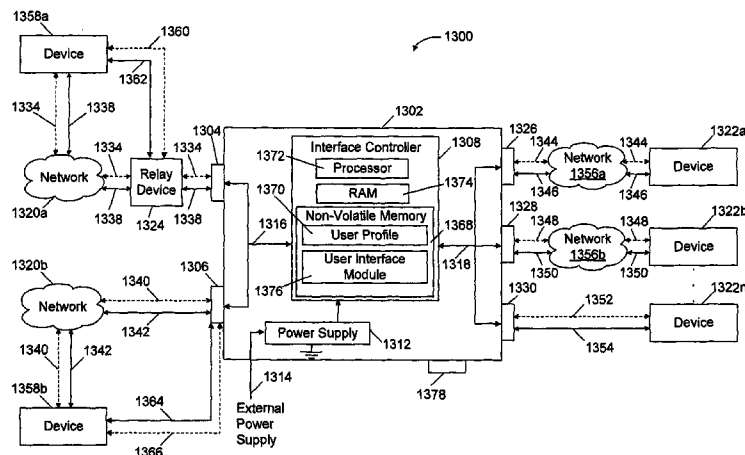 1358a
1360
1300
Device
1362
1302
1334
1338
1304
1326
1322a
Interface Controller
1308
1334
1334
1372
Processor
1344
1344
Network
1356a
Device
Network
Relay
Device
RAM
1374
1346
1346
1320a
1338
1324
1338
1370
Non-Volatile Memory
1328
1348
1348
1322b
User Profile
1368
Network
1356b
Device
1320b
1316
User Interface
Module
1318
1350
1350
1340
1306
1376
1322n
Network
1330
1352
Device
1342
Power Supply
1312
1354
1340
1342
1314
1378
1358b
1364
External
Power
Supply
Device
1366